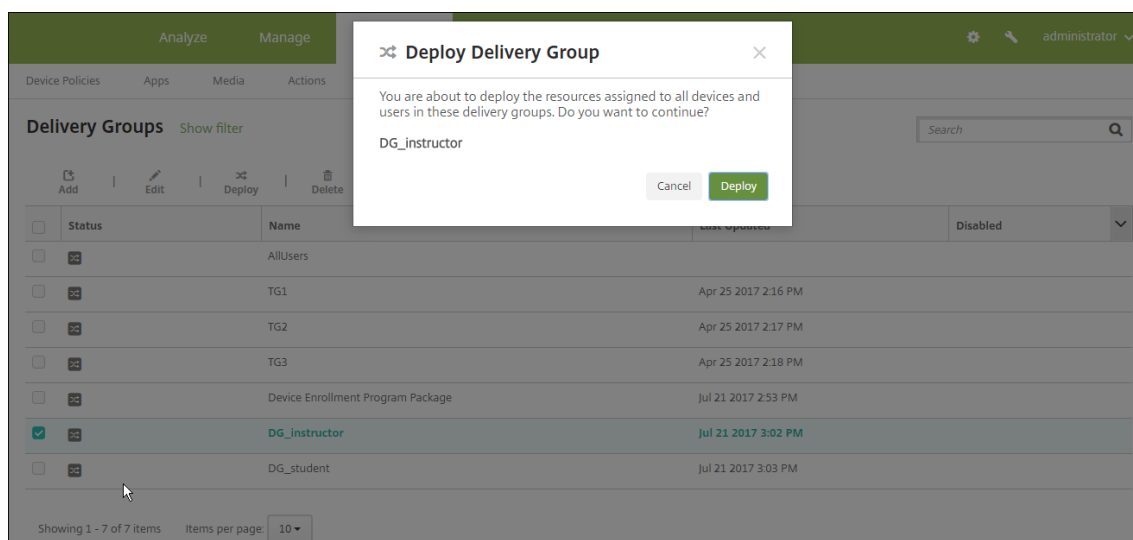 Analyze Manage
administrator
Device Policies Apps Media Actions
Deploy Delivery Group
You are about to deploy the resources assigned to all devices and
users in these delivery groups. Do you want to continue?
DG_instructor
Cancel Deploy
Delivery Groups Show filter
Search
Add | Edit | Deploy | Delete
Status Name Last Updated Disabled
AllUsers
TG1 Apr 25 2017 2:16 PM
TG2 Apr 25 2017 2:17 PM
TG3 Apr 25 2017 2:18 PM
Device Enrollment Program Package Jul 21 2017 2:53 PM
DG_instructor Jul 21 2017 3:02 PM
DG_student Jul 21 2017 3:03 PM
Showing 1 - 7 of 7 items Items per page: 10